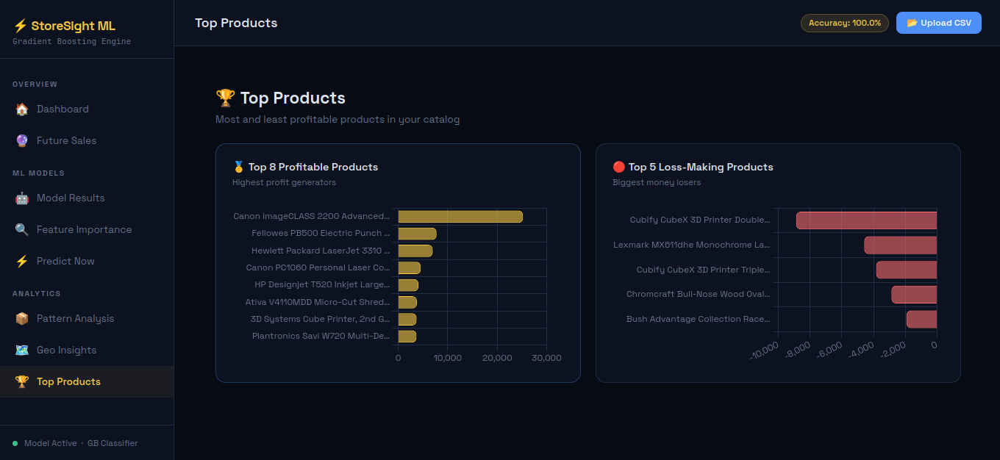 ⚡ StoreSight ML
Gradient Boosting Engine
OVERVIEW
🏠 Dashboard
🔮 Future Sales
ML MODELS
🤖 Model Results
🔍 Feature Importance
⚡ Predict Now
ANALYTICS
📦 Pattern Analysis
🗺️ Geo Insights
🏆 Top Products
Model Active · GB Classifier
Top Products
Accuracy: 100.0%
📂 Upload CSV
🏆 Top Products
Most and least profitable products in your catalog
🥇 Top 8 Profitable Products
Highest profit generators
Canon imageCLASS 2200 Advanced...
Fellowes PB500 Electric Punch ...
Hewlett Packard LaserJet 3310 ...
Canon PC1060 Personal Laser Co...
HP Designjet T520 Inkjet Large...
Ativa V4110MDD Micro-Cut Shred...
3D Systems Cube Printer, 2nd G...
Plantronics Savi W720 Multi-De...
0 10,000 20,000 30,000
🔴 Top 5 Loss-Making Products
Biggest money losers
Cubify CubeX 3D Printer Double...
Lexmark MX611dhe Monochrome La...
Cubify CubeX 3D Printer Triple...
Chromcraft Bull-Nose Wood Oval...
Bush Advantage Collection Race...
-10,000 -8,000 -6,000 -4,000 -2,000 0